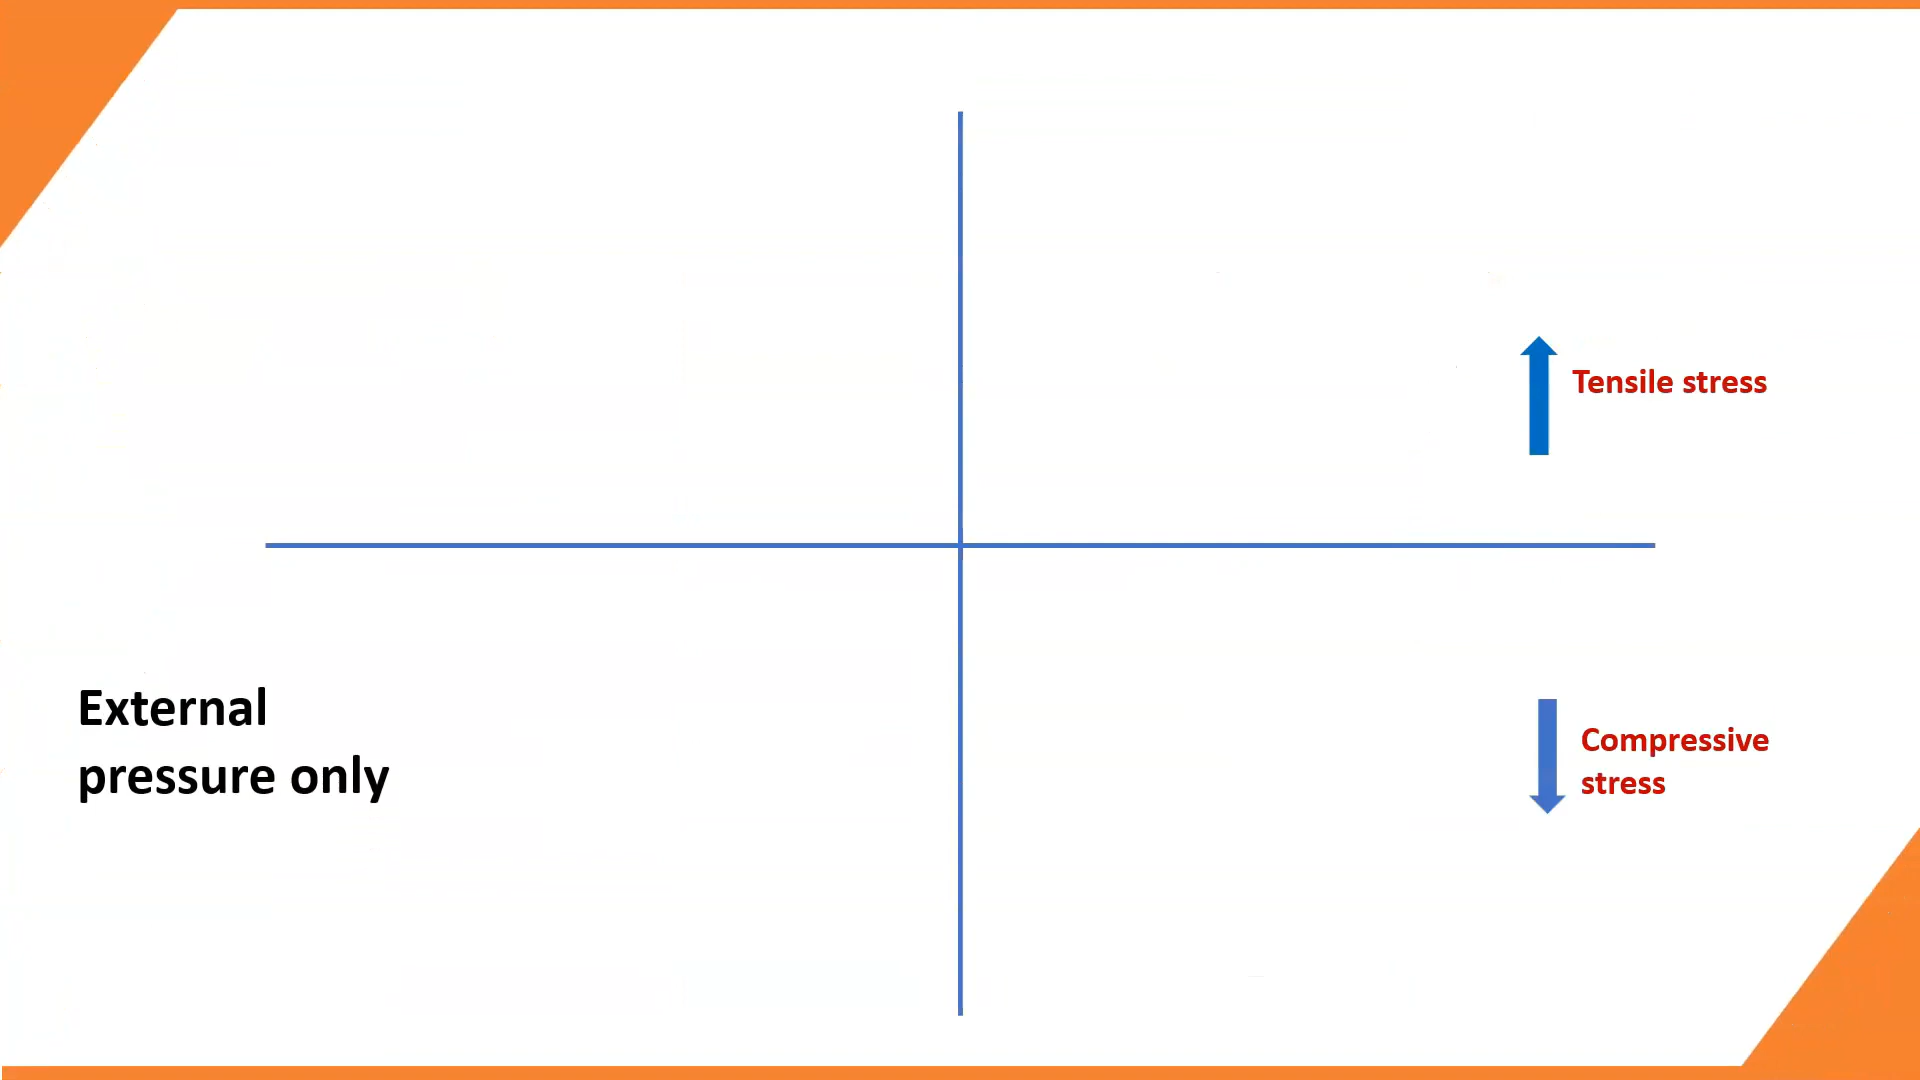 Tensile stress
External
pressure only
Compressive
stress